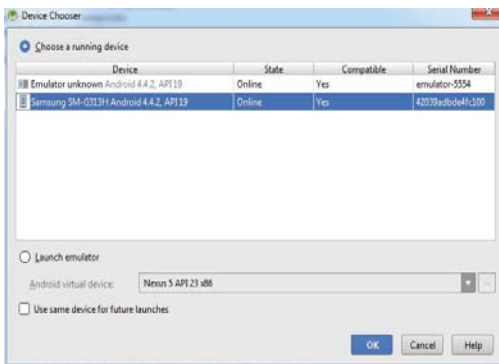 Device Chooser
Choose a running device
Device State Compatible Serial Number
Emulator unknown Android 4.4.2, API 19 Online Yes emulator-5554
Samsung SM-G313H Android 4.4.2, API 19 Online Yes 42039edbde4fc100
Launch emulator
Android virtual device: Nexus 5 API 23 x86
Use same device for future launches
OK Cancel Help